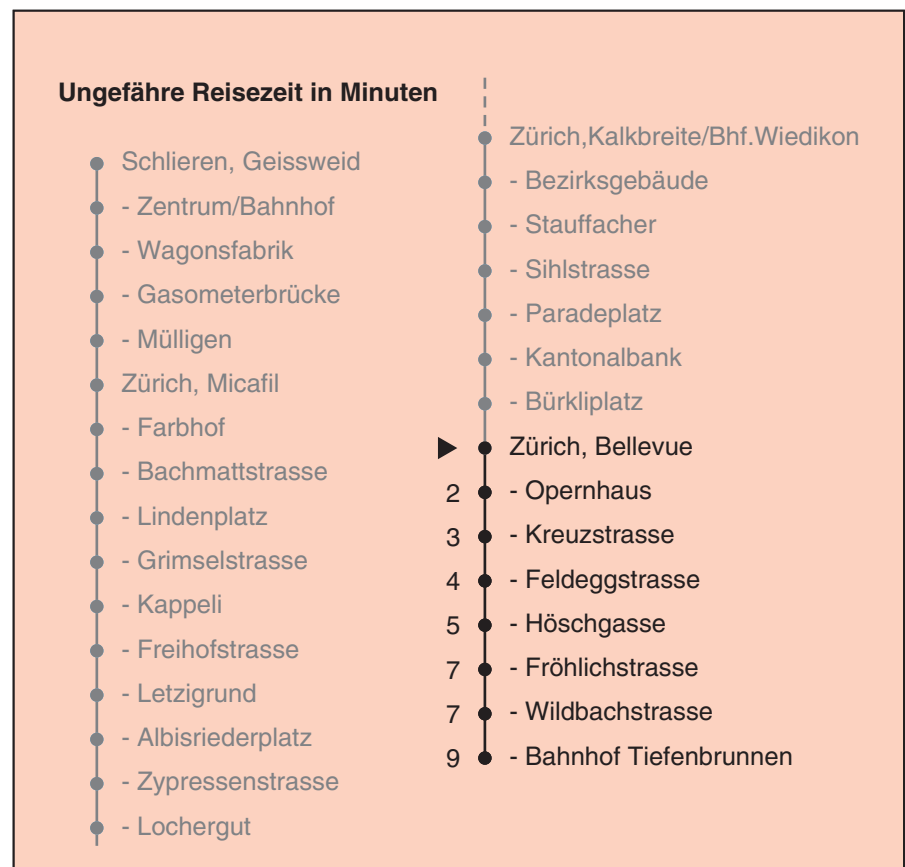 Ungefähre Reisezeit in Minuten
Schlieren, Geissweid
- Zentrum/Bahnhof
- Wagonsfabrik
- Gasometerbrücke
- Mülligen
Zürich, Micafil
- Farbhof
- Bachmattstrasse
- Lindenplatz
- Grimselstrasse
- Kappeli
- Freihofstrasse
- Letzigrund
- Albisriederplatz
- Zypressenstrasse
- Lochergut
Zürich,Kalkbreite/Bhf.Wiedikon
- Bezirksgebäude
- Stauffacher
- Sihlstrasse
- Paradeplatz
- Kantonalbank
- Bürkliplatz
Zürich, Bellevue
2 - Opernhaus
3 - Kreuzstrasse
4 - Feldeggstrasse
5 - Höschgasse
7 - Fröhlichstrasse
7 - Wildbachstrasse
9 - Bahnhof Tiefenbrunnen